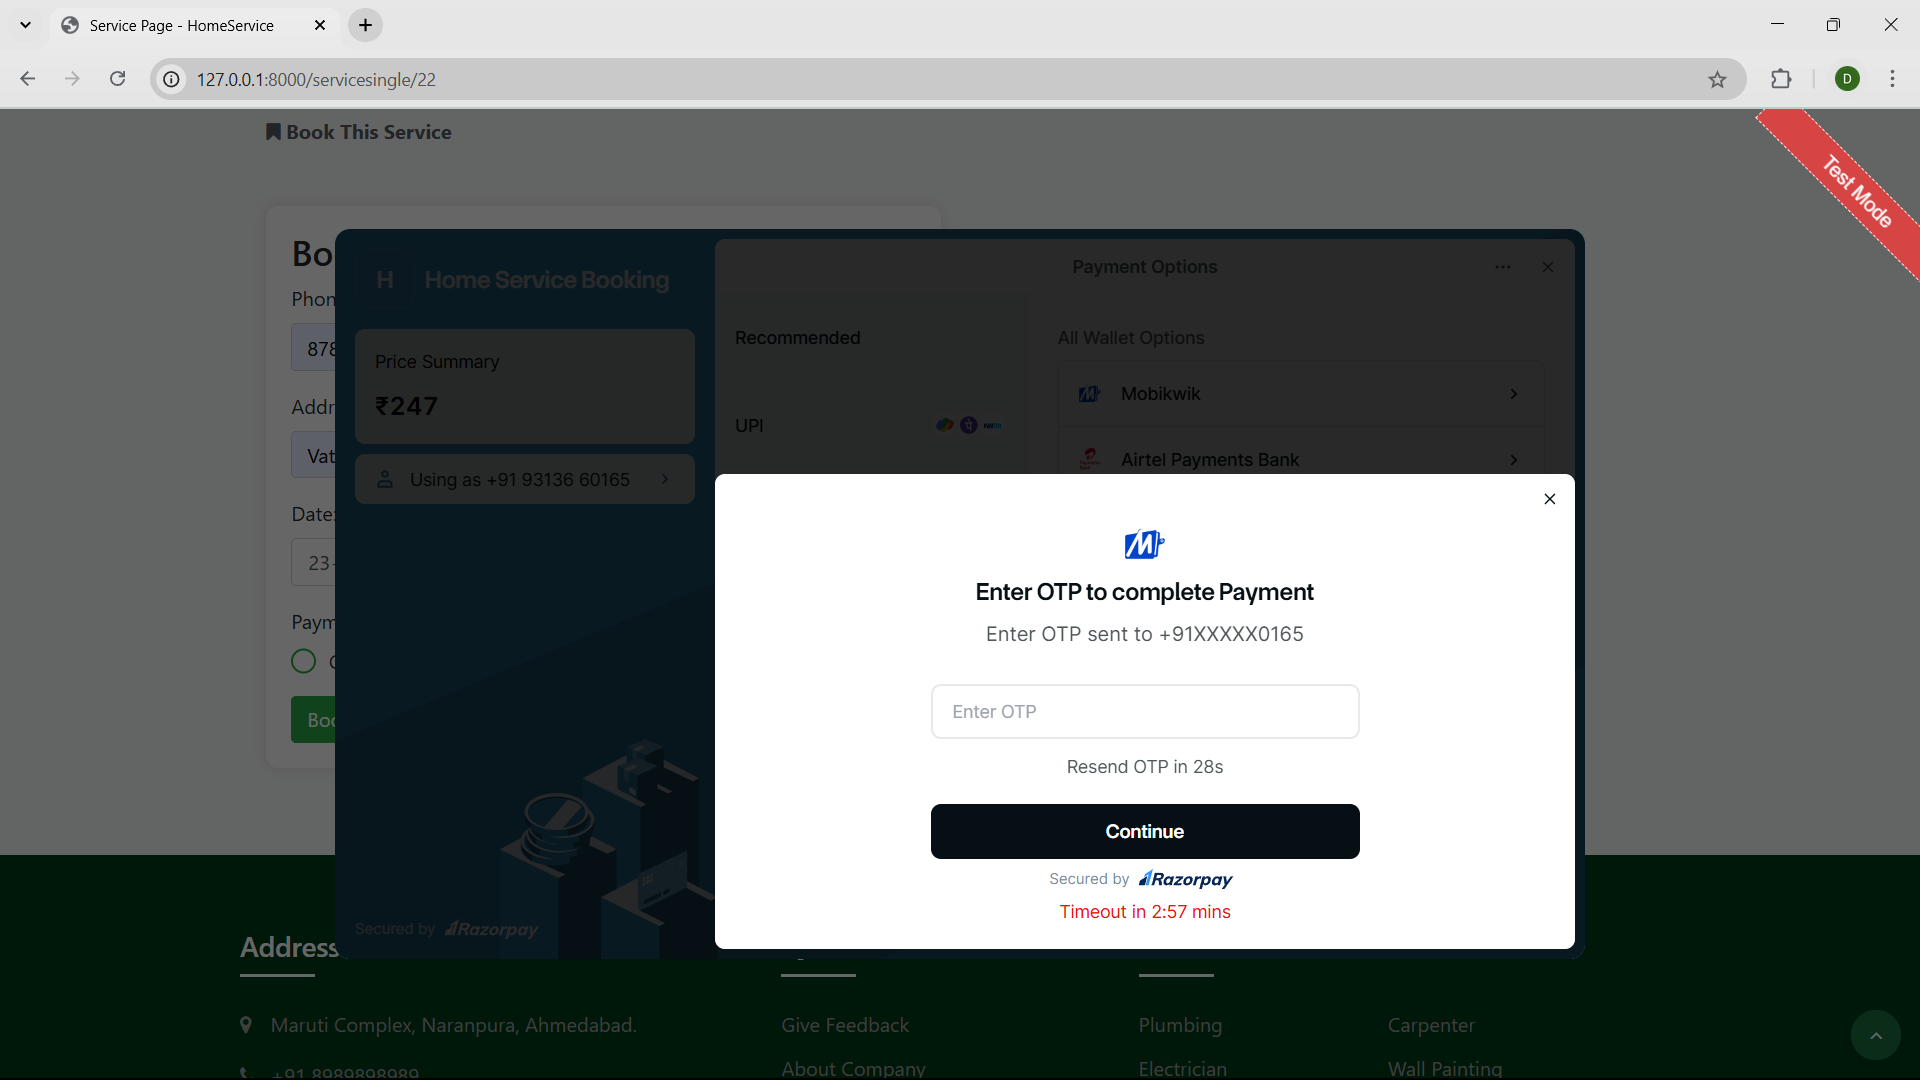 Service Page - HomeService
127.0.0.1:8000/servicesingle/22
D
Book This Service
Test Mode
Bo
Phon
878
Addr
Vat
Date:
23-
Paym
Boo
H
Home Service Booking
Price Summary
₹247
Using as +91 93136 60165
Secured by Razorpay
Payment Options
Recommended
UPI
All Wallet Options
Mobikwik
Airtel Payments Bank
Enter OTP to complete Payment
Enter OTP sent to +91XXXXX0165
Enter OTP
Resend OTP in 28s
Continue
Secured by Razorpay
Timeout in 2:57 mins
Address
Maruti Complex, Naranpura, Ahmedabad.
+91 8989898989
Give Feedback
About Company
Plumbing
Electrician
Carpenter
Wall Painting